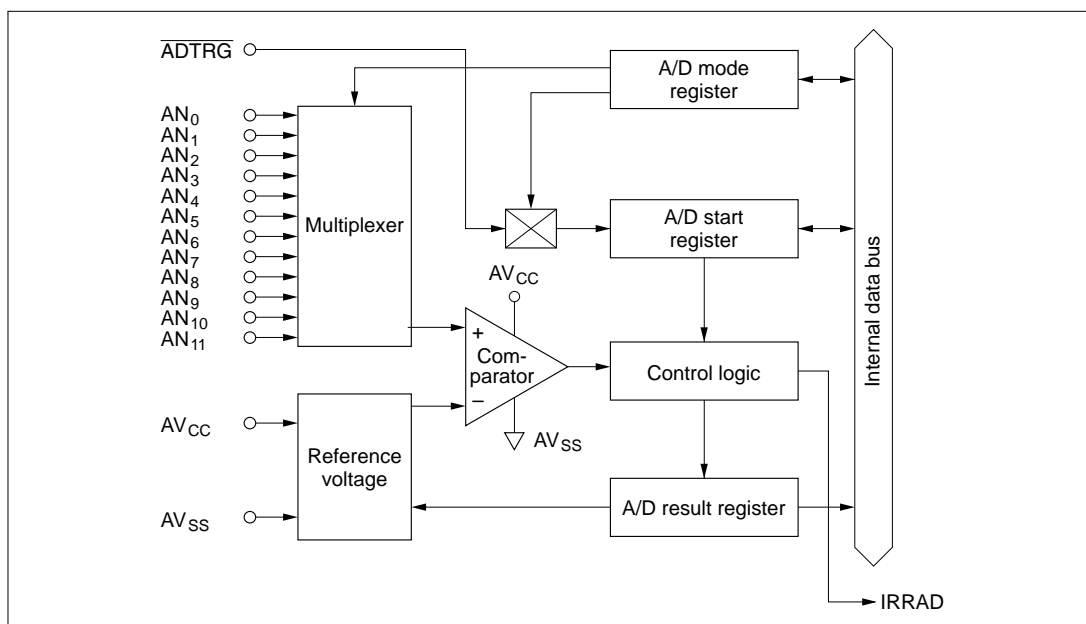 ADTRG
A/D mode
register
AN0
AN1
AN2
AN3
AN4
AN5
AN6
AN7
AN8
AN9
AN10
AN11
Multiplexer
A/D start
register
AVCC
+
Com-
parator
−
AVSS
Control logic
AVCC
AVSS
Reference
voltage
A/D result register
Internal data bus
IRRAD